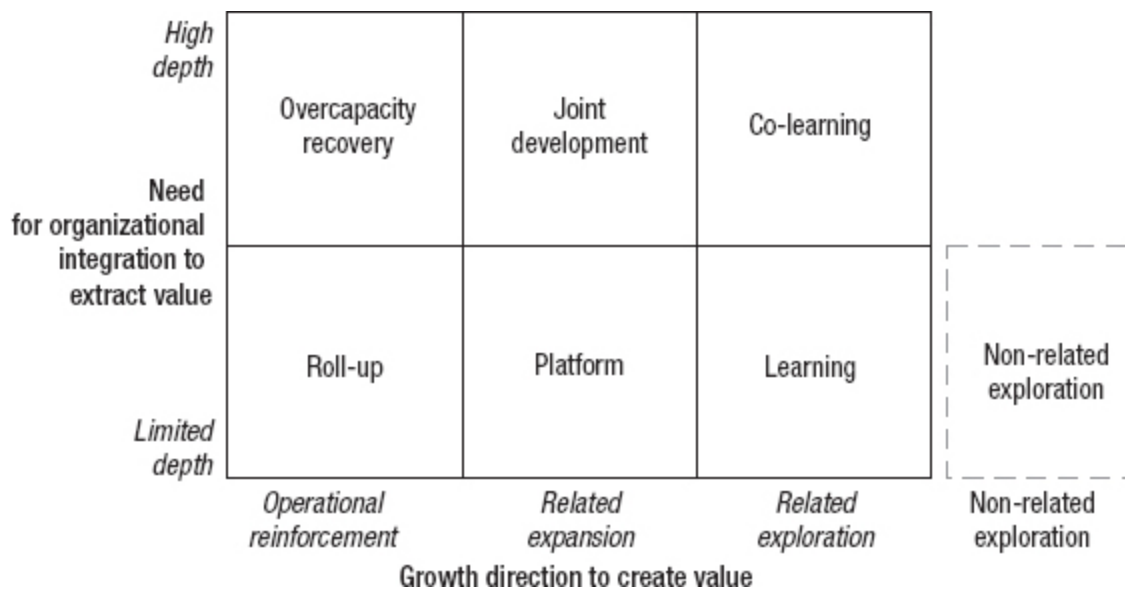 High
depth
Overcapacity
recovery
Joint
development
Co-learning
Need
for organizational
integration to
extract value
Roll-up
Platform
Learning
Non-related
exploration
Limited
depth
Operational
reinforcement
Related
expansion
Related
exploration
Non-related
exploration
Growth direction to create value